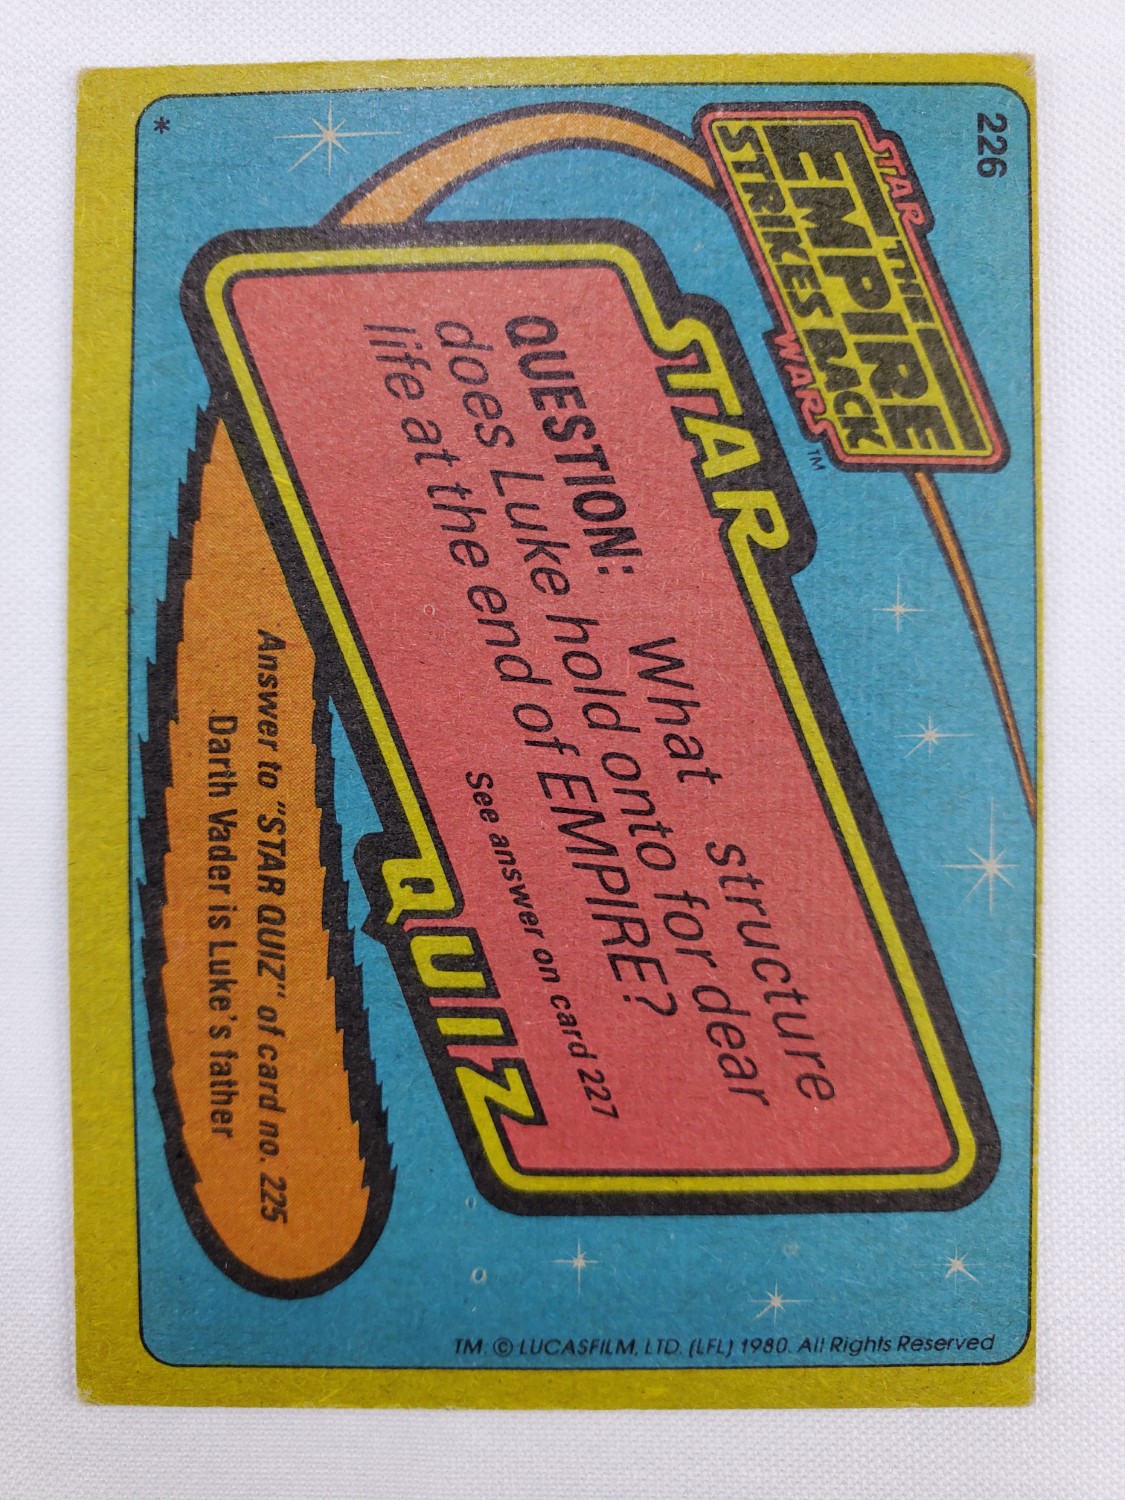 226
STAR
THE
EMPIRE
STRIKES BACK
WARS™
STAR
QUESTION: What structure
does Luke hold onto for dear
life at the end of EMPIRE?
See answer on card 227
QUIZ
Answer to "STAR QUIZ" of card no. 225
Darth Vader is Luke's father
*
TM: © LUCASFILM, LTD. (LFL) 1980. All Rights Reserved